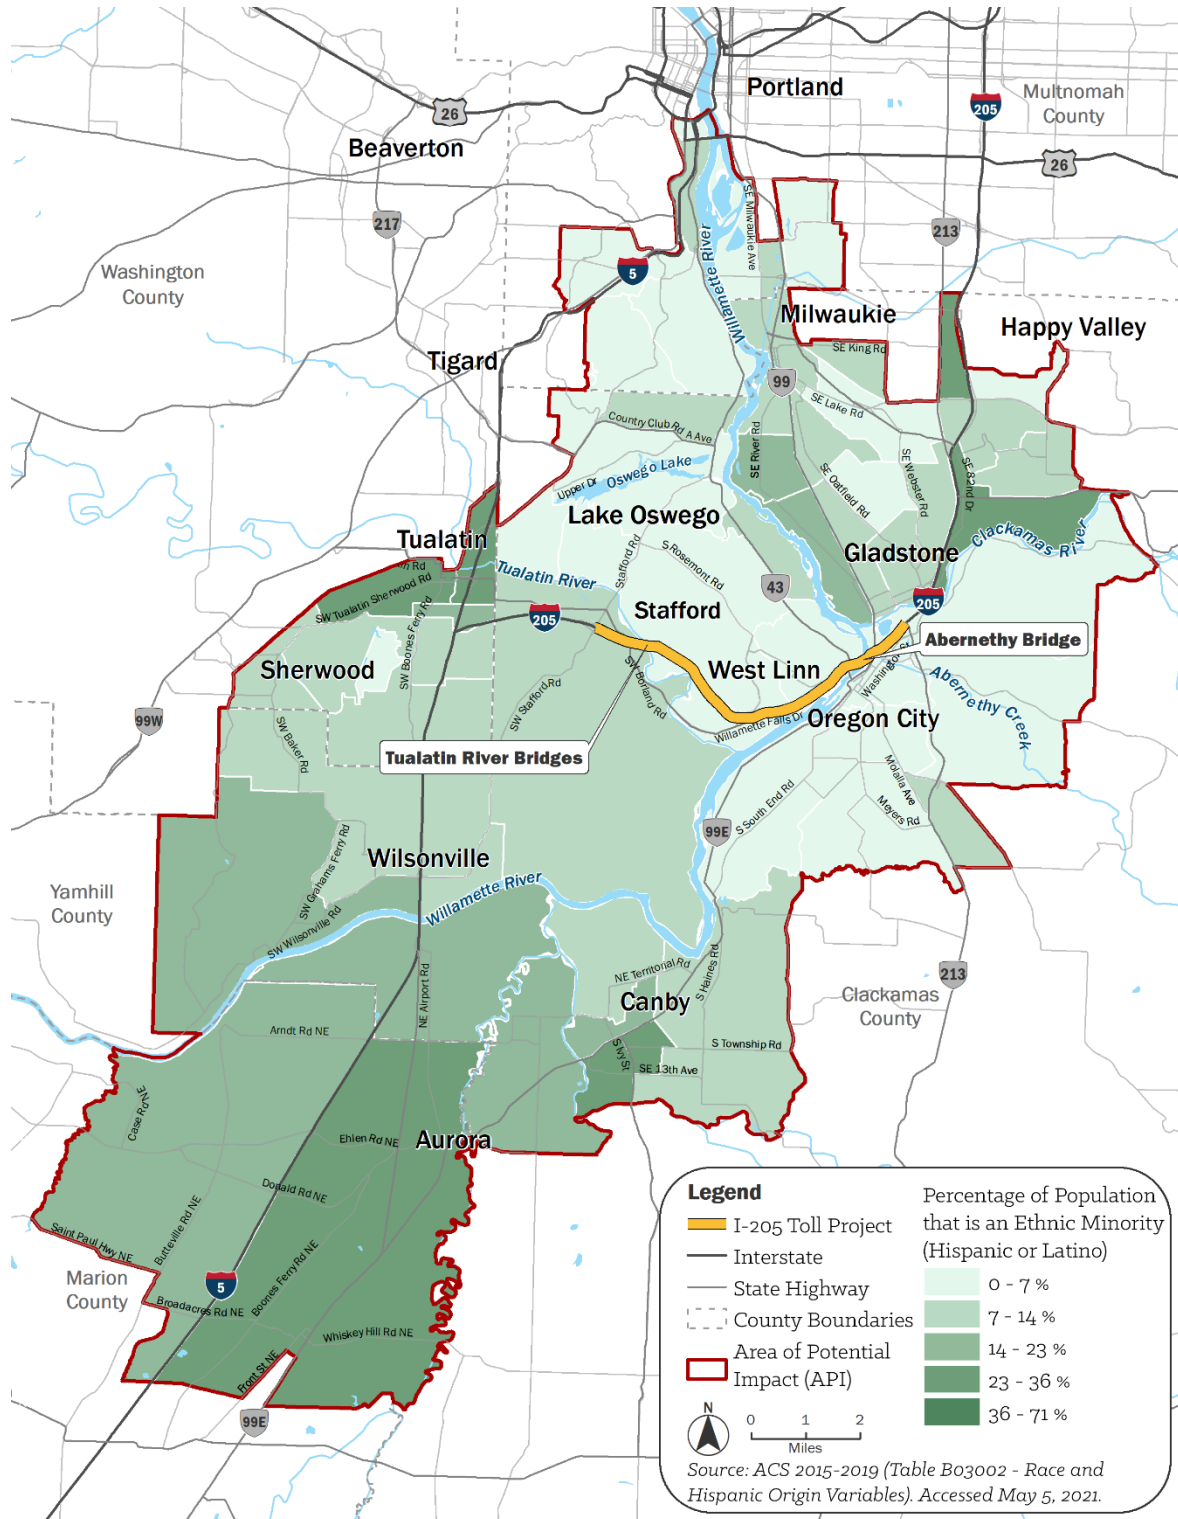 Portland
205
Multnomah
County
26
Beaverton
26
217
213
SE Milwaukie Ave
Washington
County
5
Willamette River
Milwaukie
Happy Valley
SE King Rd
Tigard
99
SE Lake Rd
Country Club Rd
A Ave
SE River Rd
SE Oatfield Rd
SE Webster Rd
SE 82nd Dr
Oswego Lake
Upper Dr
Lake Oswego
Tualatin
Gladstone
Clackamas River
Stafford Rd
S Rosemont Rd
Tualatin River
SW Tualatin Sherwood Rd
43
205
205
Stafford
SW Boones Ferry Rd
Abernethy Bridge
Sherwood
West Linn
Washington St
SW Borland Rd
SW Stafford Rd
Abernethy Creek
99W
SW Baker Rd
Willamette Falls Dr
Oregon City
Tualatin River Bridges
Molalla Ave
S South End Rd
Meyers Rd
99E
Wilsonville
SW Grahams Ferry Rd
Yamhill
County
Willamette River
SW Wilsonville Rd
NE Territorial Rd
S Haines Rd
213
NE Airport Rd
Canby
Clackamas
County
Arndt Rd NE
S Ivy St
S Township Rd
SE 13th Ave
Case Rd NE
Ehlen Rd NE
Aurora
Donald Rd NE
Butteville Rd NE
Saint Paul Hwy NE
Boones Ferry Rd NE
Marion
County
5
Broadacres Rd NE
Whiskey Hill Rd NE
Front St NE
99E
Legend
I-205 Toll Project
Interstate
State Highway
County Boundaries
Area of Potential
Impact (API)
N
0 1 2
Miles
Percentage of Population
that is an Ethnic Minority
(Hispanic or Latino)
0 - 7 %
7 - 14 %
14 - 23 %
23 - 36 %
36 - 71 %
Source: ACS 2015-2019 (Table B03002 - Race and
Hispanic Origin Variables). Accessed May 5, 2021.